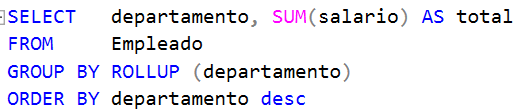 SELECT   departamento, SUM(salario) AS total
FROM     Empleado
GROUP BY ROLLUP (departamento)
ORDER BY departamento desc